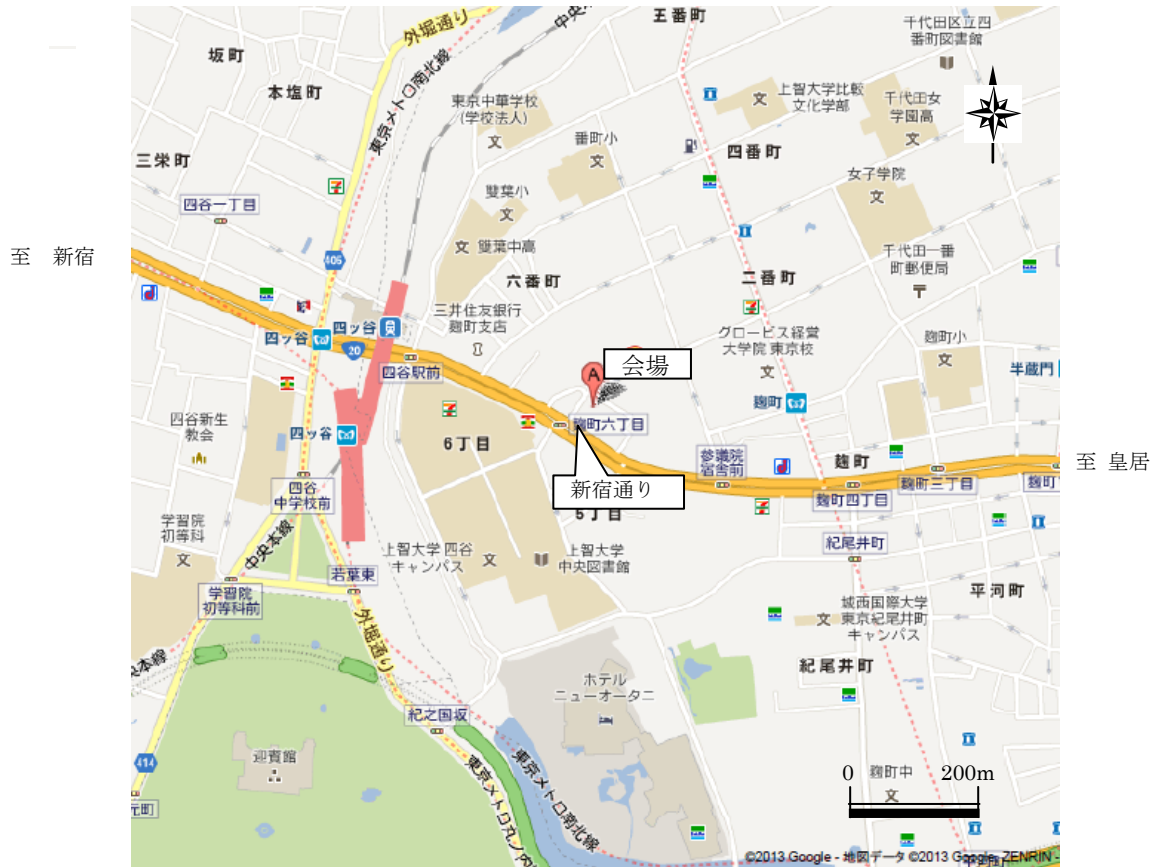 外堀通り
中央
王番町
千代田区立四
番町図書館
坂町
本塩町
東京メトロ南北線
東京中華学校
(学校法人)
上智大学比較
文化学部
千代田女
学園高
番町小
四番町
三栄町
女子学院
雙葉小
四谷一丁目
雙葉中高
至 新宿
405
六番町
二番町
千代田一番
町郵便局
三井住友銀行
麹町支店
グロービス経営
大学院 東京校
麹町小
四ッ谷
四ッ谷
20
四谷駅前
会場
A
半蔵門
麹町
四谷新生
教会
四ッ谷
6丁目
麹町六丁目
参議院
宿舎前
麹町
至 皇居
麹町三丁目
麹町四丁目
四谷
中学校前
新宿通り
5丁目
学習院
初等科
中央本線
上智大学 四谷
キャンパス
上智大学
中央図書館
紀尾井町
若葉東
学習院
初等科前
平河町
城西国際大学
東京紀尾井町
キャンパス
外堀通り
央本線
紀尾井町
ホテル
ニューオータニ
紀之国坂
迎賓館
414
東京メトロ丸ノ内
東京メトロ南北線
0 200m
麹町中
元町
©2013 Google - 地図データ ©2013 Google, ZENRIN -